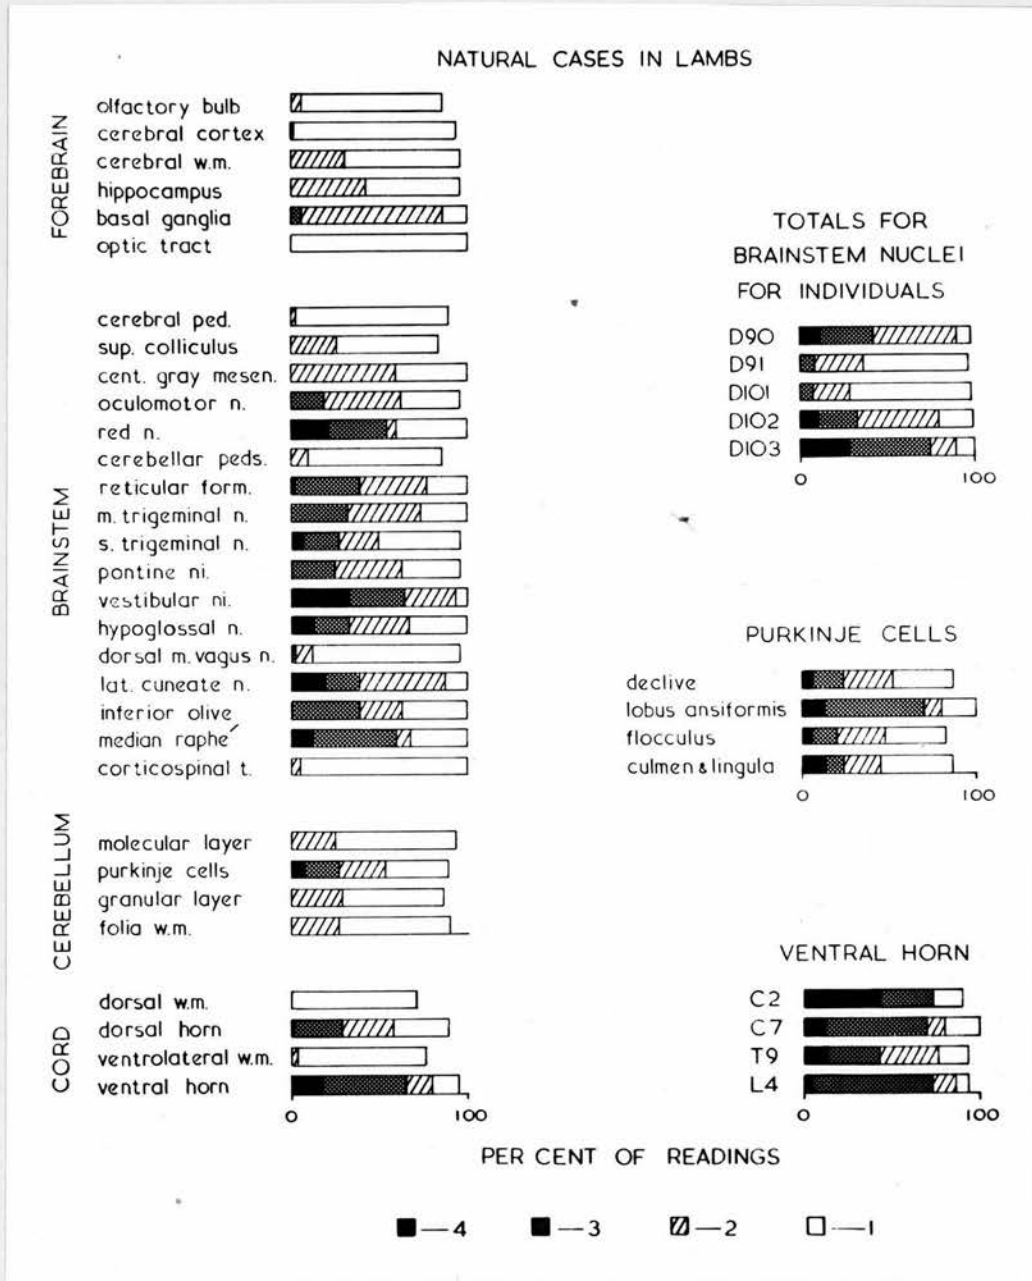 NATURAL CASES IN LAMBS
FOREBRAIN
olfactory bulb
cerebral cortex
cerebral w.m.
hippocampus
basal ganglia
optic tract
BRAINSTEM
cerebral ped.
sup. colliculus
cent. gray mesen.
oculomotor n.
red n.
cerebellar peds.
reticular form.
m. trigeminal n.
s. trigeminal n.
pontine ni.
vestibular ni.
hypoglossal n.
dorsal m. vagus n.
lat. cuneate n.
inferior olive
median raphé
corticospinal t.
CEREBELLUM
molecular layer
purkinje cells
granular layer
folia w.m.
CORD
dorsal w.m.
dorsal horn
ventrolateral w.m.
ventral horn
0 100
TOTALS FOR
BRAINSTEM NUCLEI
FOR INDIVIDUALS
D90
D91
D101
D102
D103
0 100
PURKINJE CELLS
declive
lobus ansiformis
flocculus
culmen & lingula
0 100
VENTRAL HORN
C2
C7
T9
L4
0 100
PER CENT OF READINGS
—4 —3 —2 —1